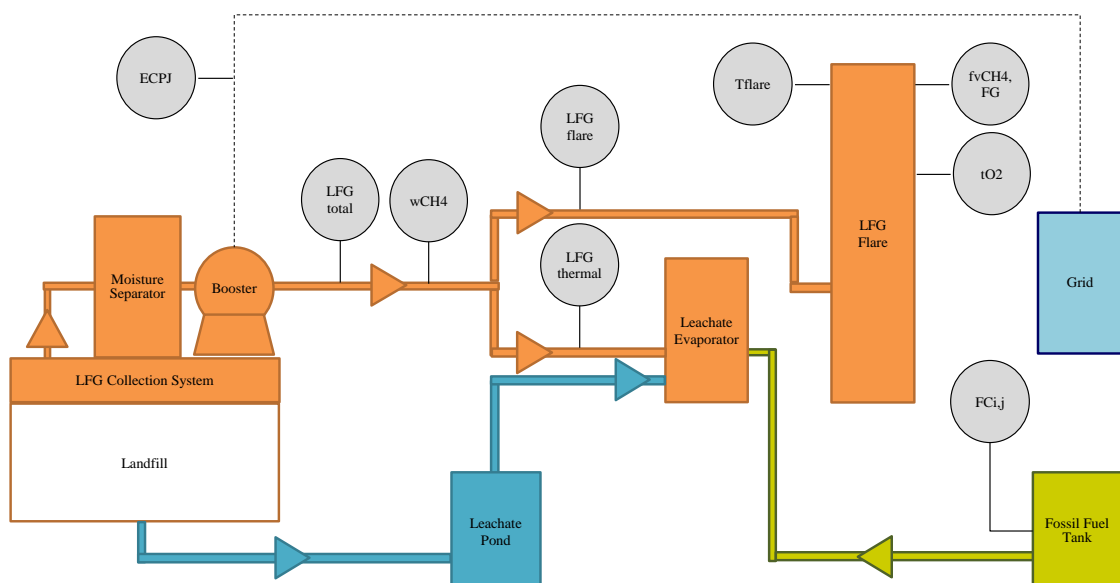 ECPJ
Tflare
fvCH4,
FG
LFG
flare
LFG
total
wCH4
tO2
LFG
thermal
LFG
Flare
Moisture
Separator
Booster
Grid
Leachate
Evaporator
LFG Collection System
FCi,j
Landfill
Leachate
Pond
Fossil Fuel
Tank